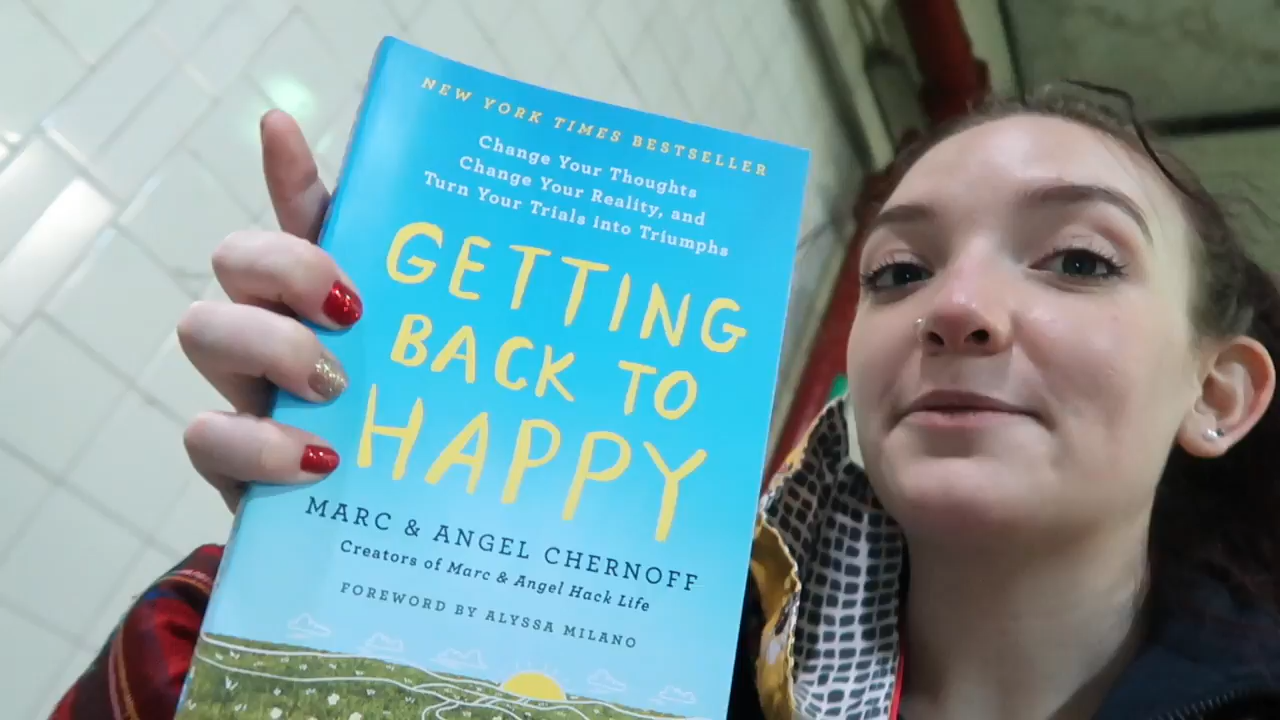 NEW YORK TIMES BESTSELLER
Change Your Thoughts
Change Your Reality, and
Turn Your Trials into Triumphs
GETTING
BACK TO
HAPPY
MARC & ANGEL CHERNOFF
Creators of Marc & Angel Hack Life
FOREWORD BY ALYSSA MILANO